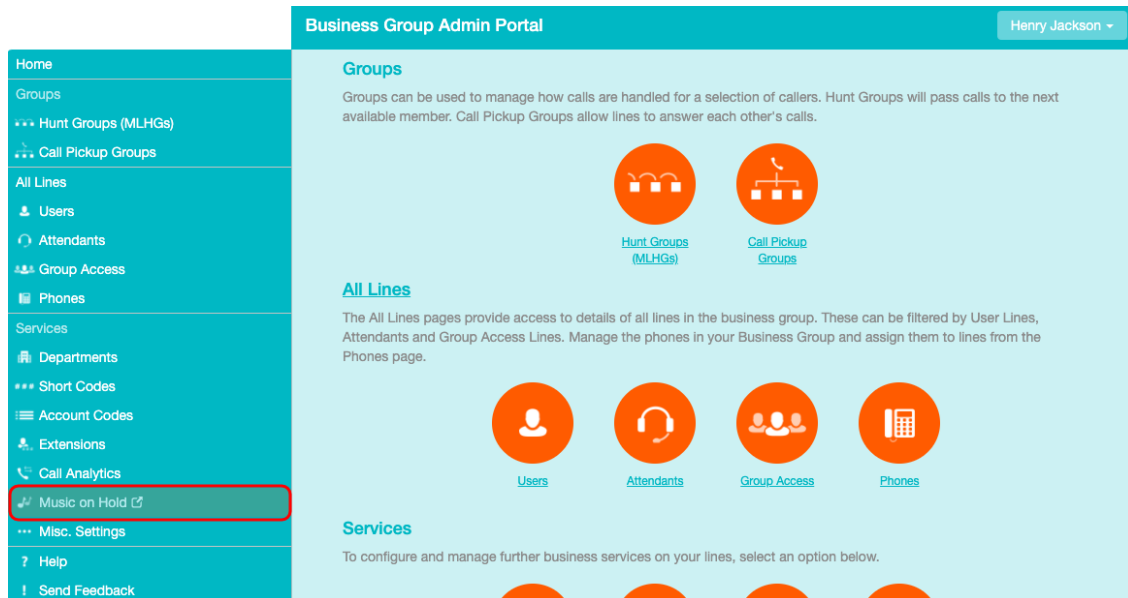 Business Group Admin Portal
Henry Jackson
Home
Groups
Hunt Groups (MLHGs)
Call Pickup Groups
All Lines
Users
Attendants
Group Access
Phones
Services
Departments
Short Codes
Account Codes
Extensions
Call Analytics
Music on Hold
Misc. Settings
? Help
! Send Feedback
Groups
Groups can be used to manage how calls are handled for a selection of callers. Hunt Groups will pass calls to the next
available member. Call Pickup Groups allow lines to answer each other's calls.
Hunt Groups
(MLHGs)
Call Pickup
Groups
All Lines
The All Lines pages provide access to details of all lines in the business group. These can be filtered by User Lines,
Attendants and Group Access Lines. Manage the phones in your Business Group and assign them to lines from the
Phones page.
Users
Attendants
Group Access
Phones
Services
To configure and manage further business services on your lines, select an option below.